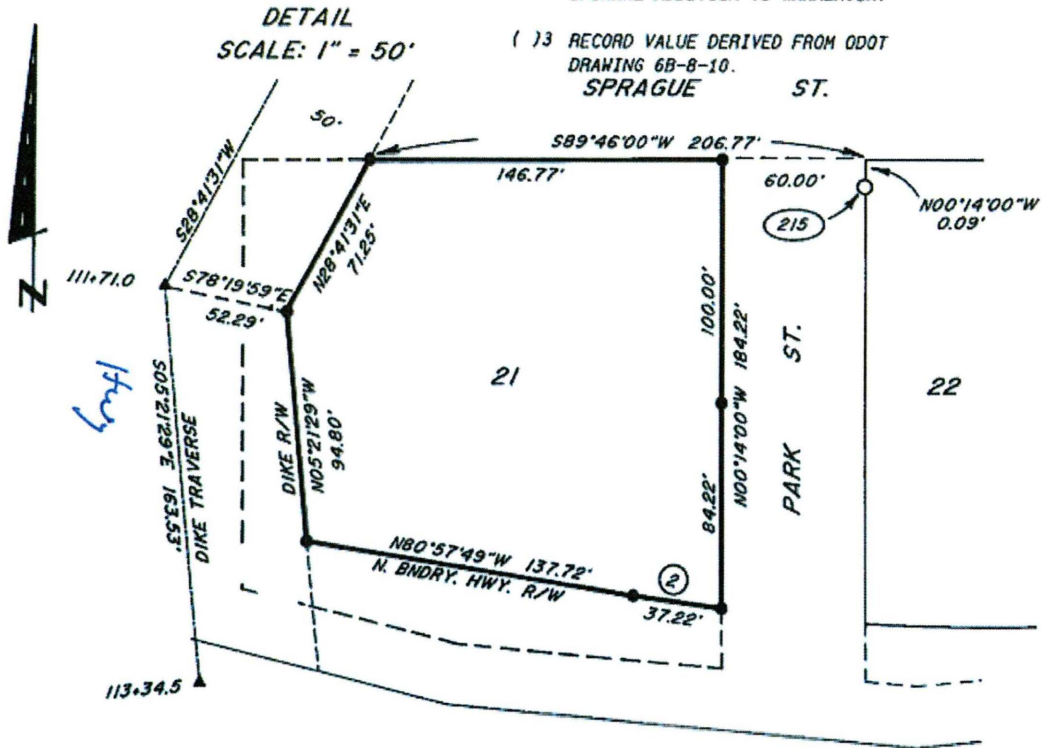 DETAIL
SCALE: 1" = 50'
( )3 RECORD VALUE DERIVED FROM ODOT
DRAWING 6B-8-10.
SPRAGUE ST.
50'
S89°46'00"W 206.77'
146.77'
60.00'
N00°14'00"W
0.09'
215
S28°41'31"W
N28°41'31"E
71.25'
111+71.0
S78°19'59"E
52.29'
N
Hwy
21
22
100.00'
N00°14'00"W 184.22'
84.22'
PARK ST.
DIKE R/W
N05°21'29"W
94.80'
S05°21'29"E 163.53'
DIKE TRAVERSE
N80°57'49"W 137.72'
N. BNDRY. HWY. R/W
2
37.22'
113+34.5